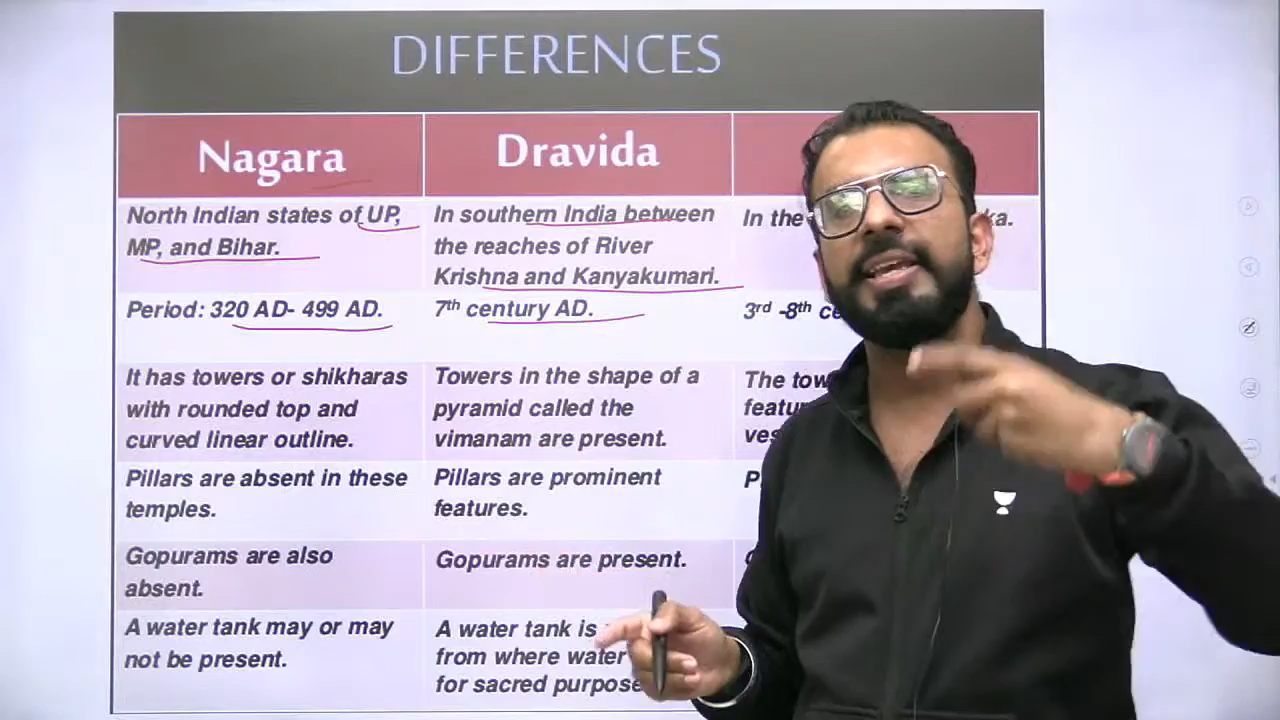 DIFFERENCES
Nagara
Dravida
North Indian states of UP,
MP, and Bihar.
In southern India between
the reaches of River
Krishna and Kanyakumari.
In the
ka.
Period: 320 AD- 499 AD.
7th century AD.
3rd -8th ce
It has towers or shikharas
with rounded top and
curved linear outline.
Towers in the shape of a
pyramid called the
vimanam are present.
The tow
featur
ves
Pillars are absent in these
temples.
Pillars are prominent
features.
P
Gopurams are also
absent.
Gopurams are present.
A water tank may or may
not be present.
A water tank is
from where water
for sacred purpose